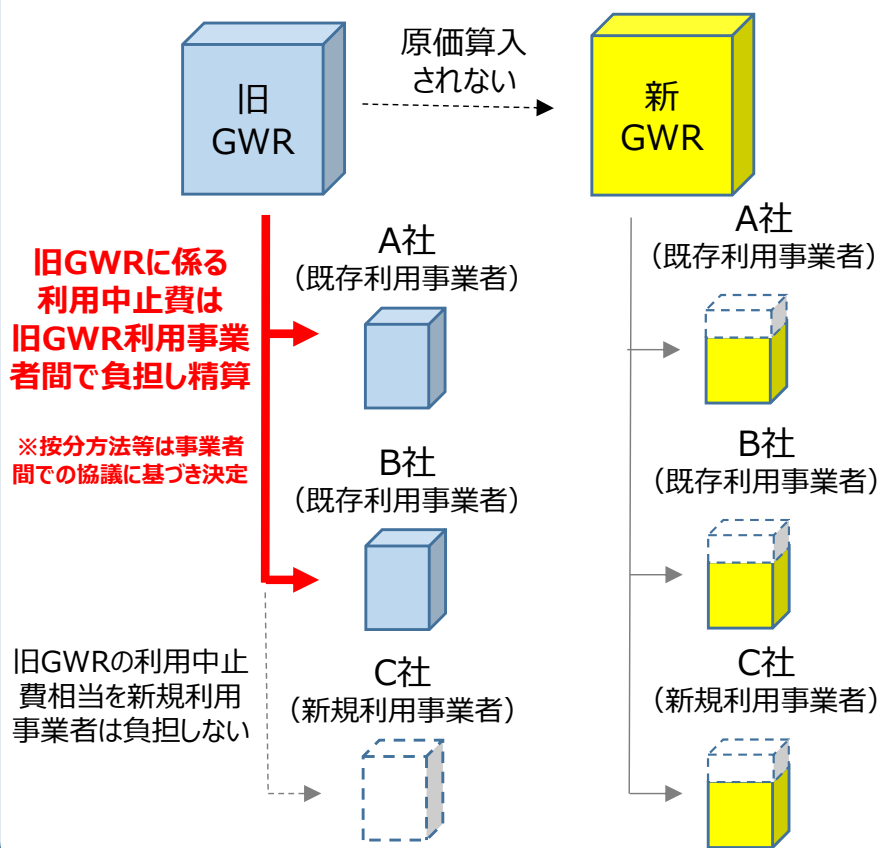 旧
GWR
原価算入
されない
新
GWR
旧GWRに係る
利用中止費は
旧GWR利用事業
者間で負担し精算
※按分方法等は事業者
間での協議に基づき決定
A社
（既存利用事業者）
B社
（既存利用事業者）
旧GWRの利用中止
費相当を新規利用
事業者は負担しない
C社
（新規利用事業者）
A社
（既存利用事業者）
B社
（既存利用事業者）
C社
（新規利用事業者）